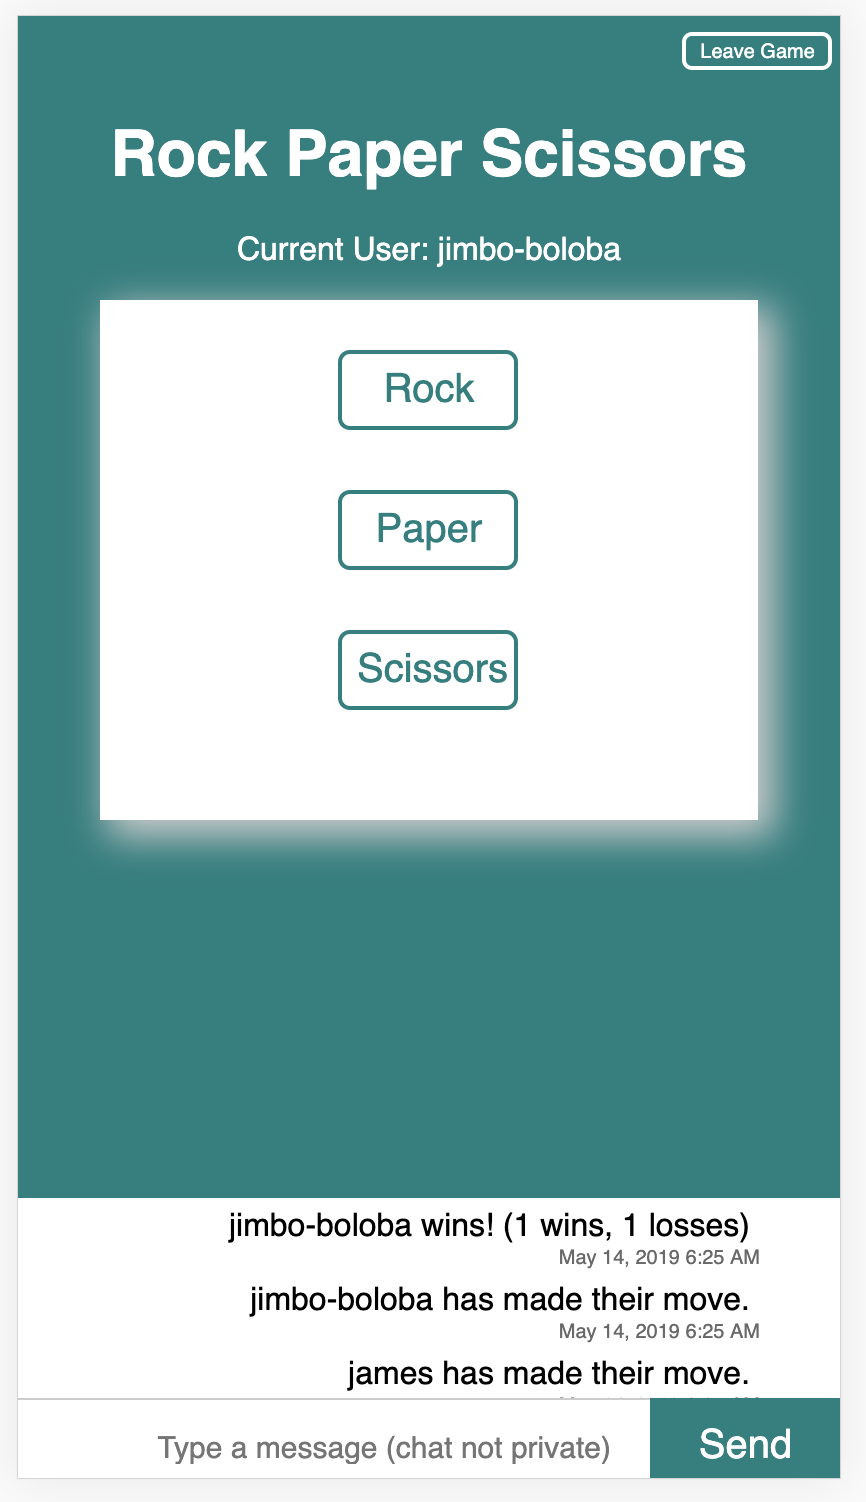 Leave Game
Rock Paper Scissors
Current User: jimbo-boloba
Rock
Paper
Scissors
jimbo-boloba wins! (1 wins, 1 losses)
May 14, 2019 6:25 AM
jimbo-boloba has made their move.
May 14, 2019 6:25 AM
james has made their move.
Type a message (chat not private)
Send